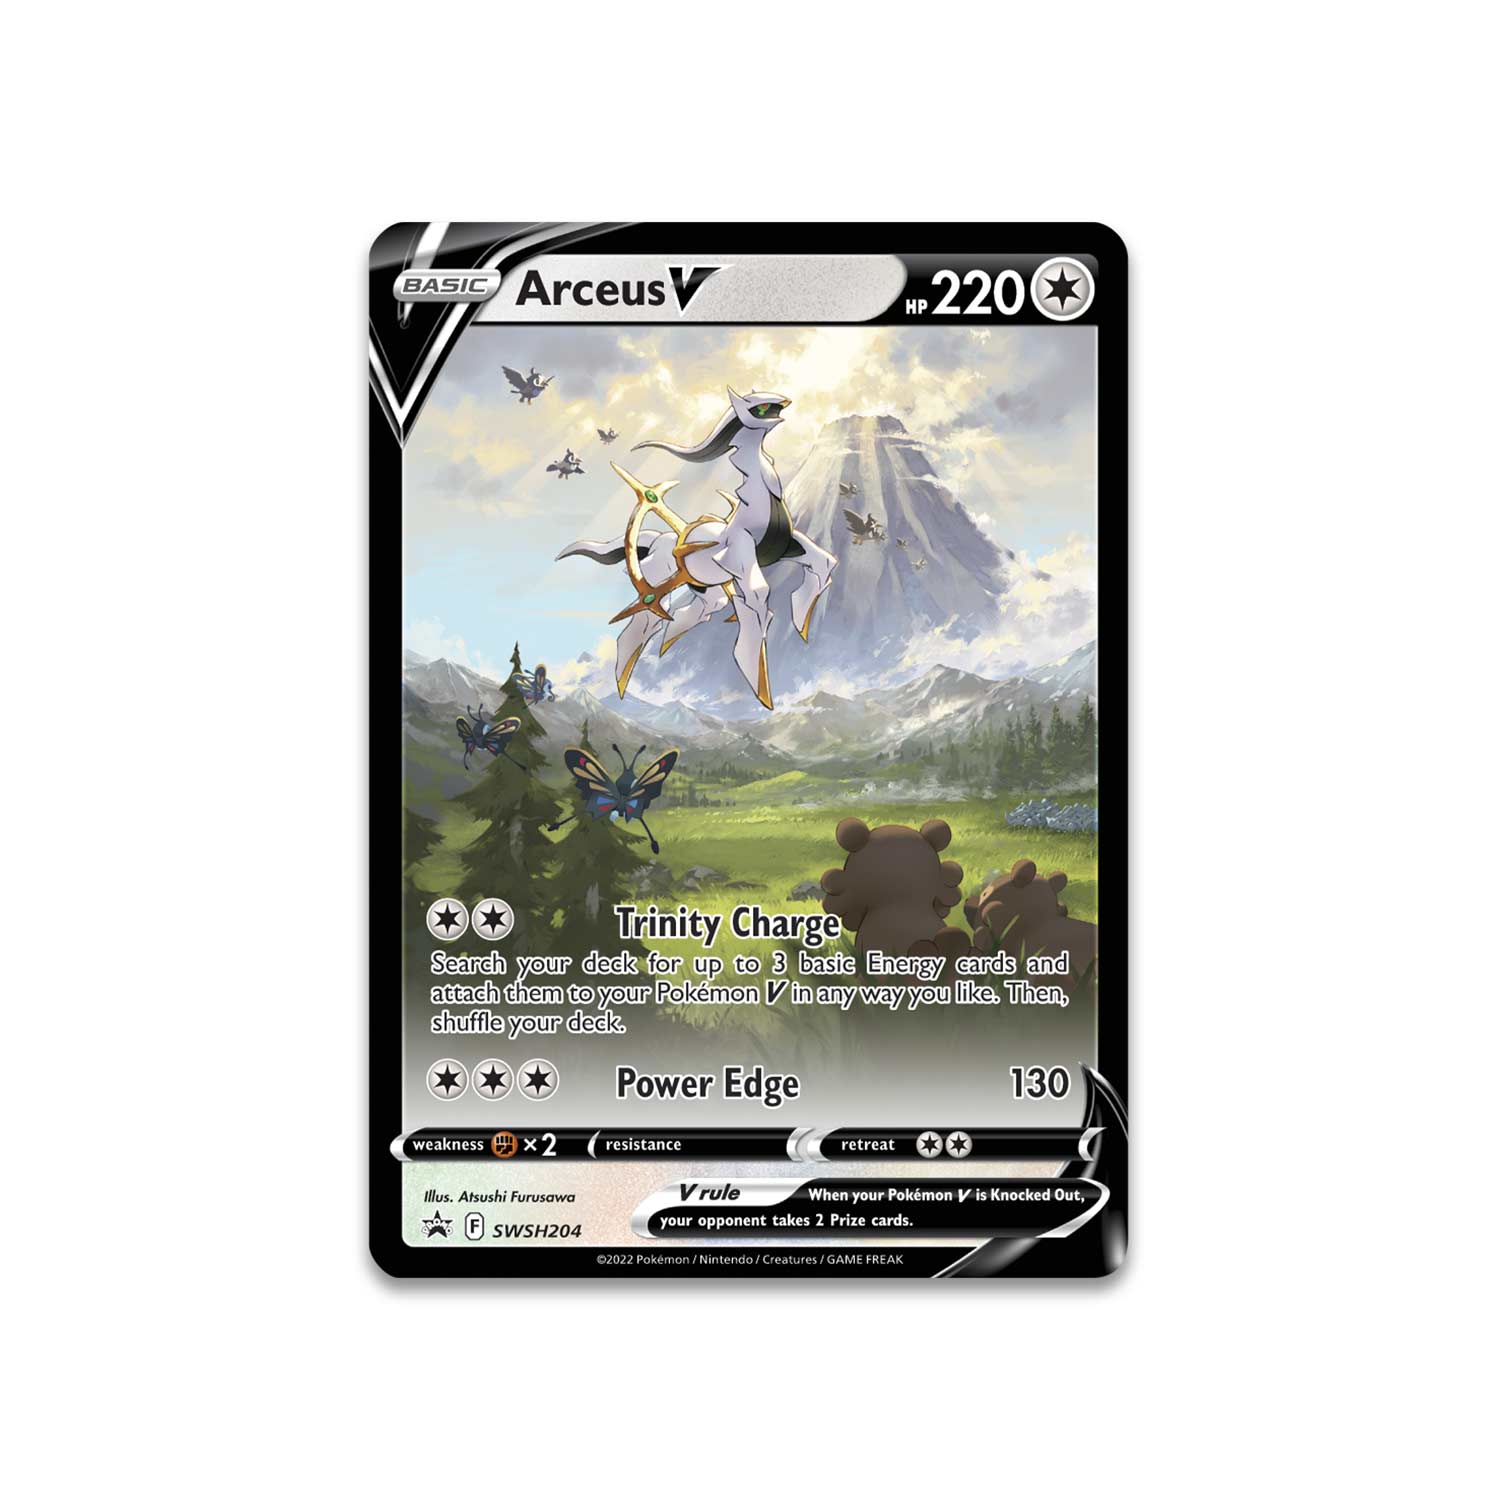 BASIC Arceus V HP 220
Trinity Charge
Search your deck for up to 3 basic Energy cards and
attach them to your Pokémon V in any way you like. Then,
shuffle your deck.
Power Edge 130
weakness ×2 resistance retreat
Illus. Atsushi Furusawa
V rule When your Pokémon V is Knocked Out,
your opponent takes 2 Prize cards.
F SWSH204
©2022 Pokémon / Nintendo / Creatures / GAME FREAK